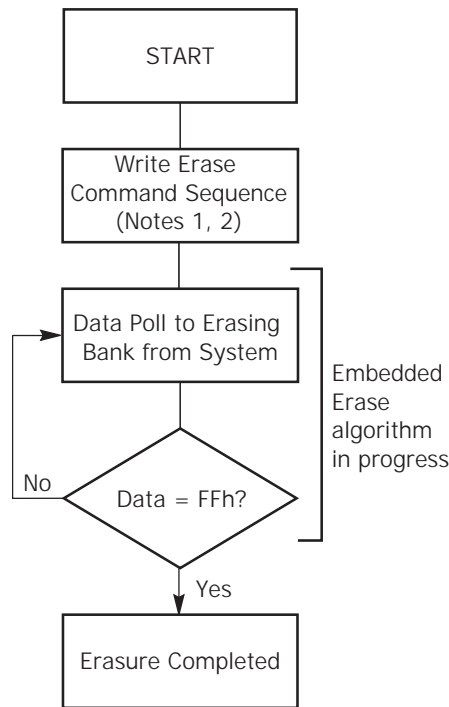 START
Write Erase
Command Sequence
(Notes 1, 2)
Data Poll to Erasing
Bank from System
Embedded
Erase
algorithm
in progress
No
Data = FFh?
Yes
Erasure Completed